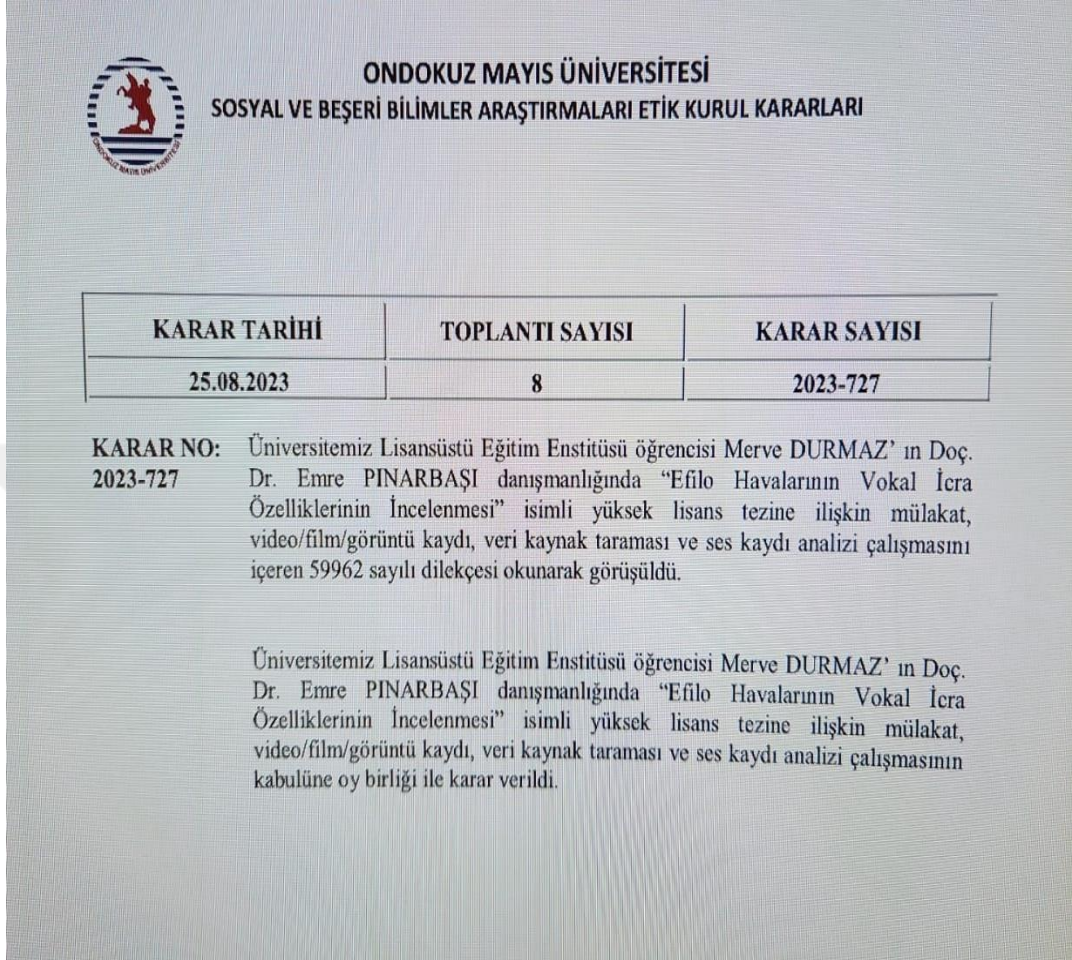 ONDOKUZ MAYIS ÜNİVERSİTESİ
SOSYAL VE BEŞERİ BİLİMLER ARAŞTIRMALARI ETİK KURUL KARARLARI
ONDOKUZ MAYIS ÜNİVERSİTESİ
KARAR TARİHİ TOPLANTI SAYISI KARAR SAYISI
25.08.2023 8 2023-727
KARAR NO: Üniversitemiz Lisansüstü Eğitim Enstitüsü öğrencisi Merve DURMAZ’ ın Doç.
2023-727 Dr. Emre PINARBAŞI danışmanlığında “Efilo Havalarının Vokal İcra
Özelliklerinin İncelenmesi” isimli yüksek lisans tezine ilişkin mülakat,
video/film/görüntü kaydı, veri kaynak taraması ve ses kaydı analizi çalışmasını
içeren 59962 sayılı dilekçesi okunarak görüşüldü.
Üniversitemiz Lisansüstü Eğitim Enstitüsü öğrencisi Merve DURMAZ’ ın Doç.
Dr. Emre PINARBAŞI danışmanlığında “Efilo Havalarının Vokal İcra
Özelliklerinin İncelenmesi” isimli yüksek lisans tezine ilişkin mülakat,
video/film/görüntü kaydı, veri kaynak taraması ve ses kaydı analizi çalışmasının
kabulüne oy birliği ile karar verildi.